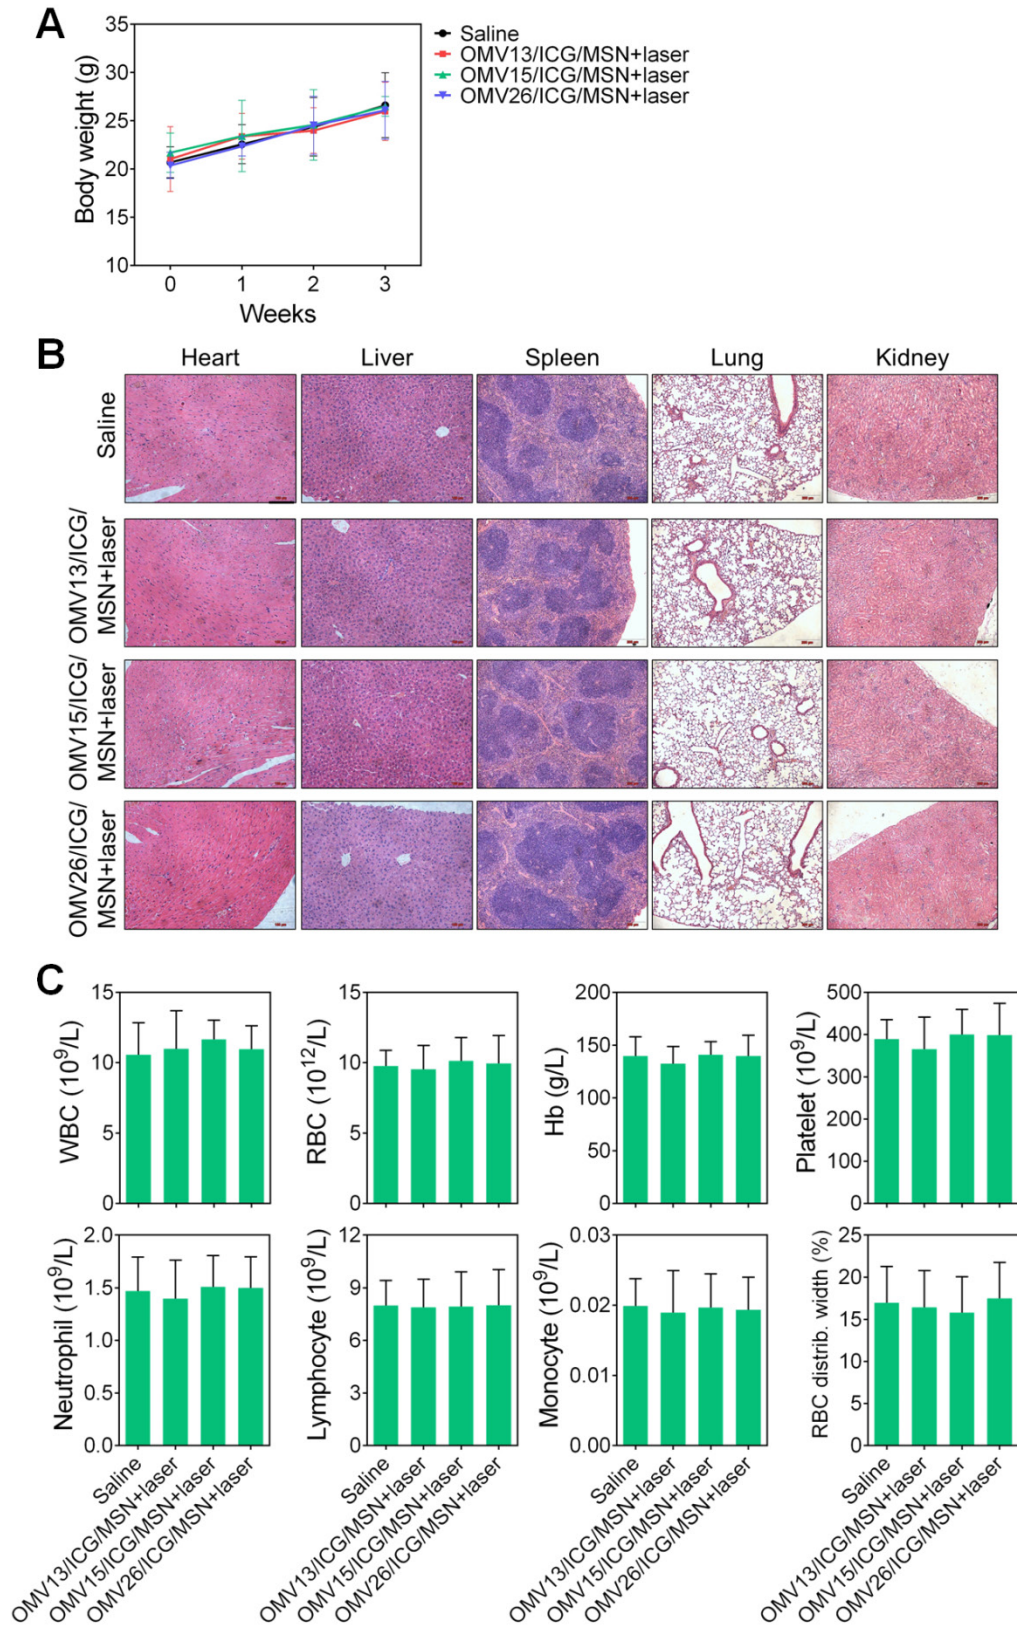 A
Body weight (g)
35
30
25
20
15
10
0 1 2 3
Weeks
Saline
OMV13/ICG/MSN+laser
OMV15/ICG/MSN+laser
OMV26/ICG/MSN+laser
B
Heart Liver Spleen Lung Kidney
Saline
OMV13/ICG/
MSN+laser
OMV15/ICG/
MSN+laser
OMV26/ICG/
MSN+laser
C
WBC (10⁹/L)
15
10
5
0
RBC (10¹²/L)
15
10
5
0
Hb (g/L)
200
150
100
50
0
Platelet (10⁹/L)
500
400
300
200
100
0
Neutrophil (10⁹/L)
2.0
1.5
1.0
0.5
0.0
Lymphocyte (10⁹/L)
12
9
6
3
0
Monocyte (10⁹/L)
0.03
0.02
0.01
0.00
RBC distrib. width (%)
25
20
15
10
5
0
Saline
OMV13/ICG/MSN+laser
OMV15/ICG/MSN+laser
OMV26/ICG/MSN+laser
Saline
OMV13/ICG/MSN+laser
OMV15/ICG/MSN+laser
OMV26/ICG/MSN+laser
Saline
OMV13/ICG/MSN+laser
OMV15/ICG/MSN+laser
OMV26/ICG/MSN+laser
Saline
OMV13/ICG/MSN+laser
OMV15/ICG/MSN+laser
OMV26/ICG/MSN+laser